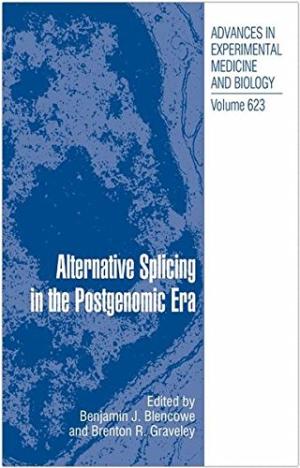 ADVANCES IN
EXPERIMENTAL
MEDICINE
AND BIOLOGY
Volume 623
Alternative Splicing
in the Postgenomic Era
Edited by
Benjamin J. Blencowe
and Brenton R. Graveley